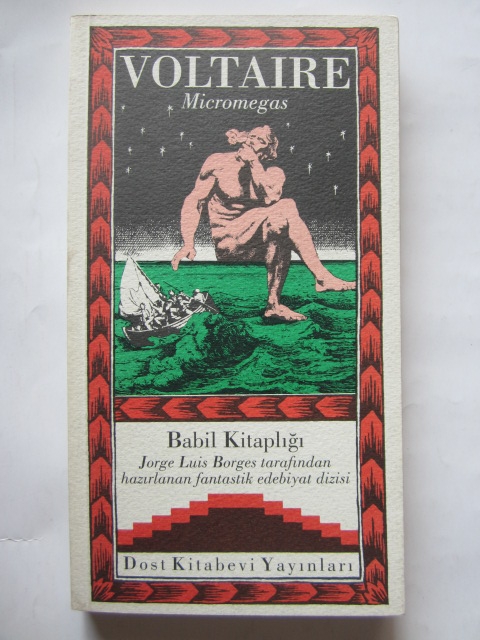 VOLTAIRE
Micromegas
Babil Kitaplığı
Jorge Luis Borges tarafından
hazırlanan fantastik edebiyat dizisi
Dost Kitabevi Yayınları